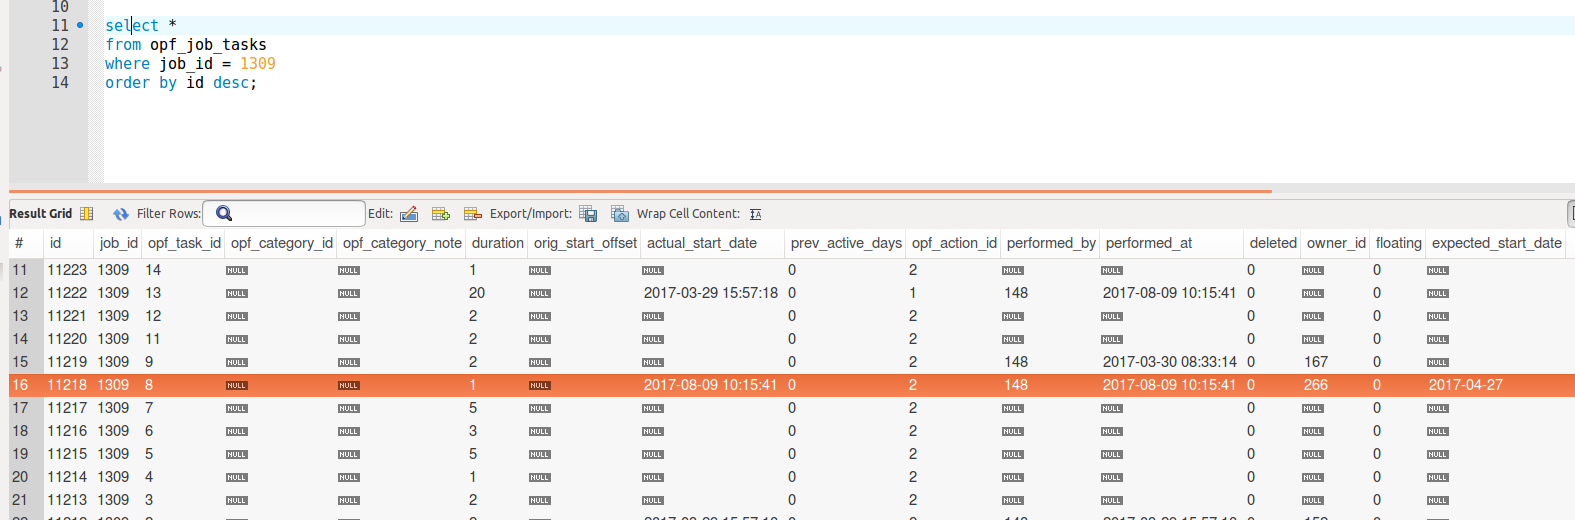 10
11 select *
12 from opf_job_tasks
13 where job_id = 1309
14 order by id desc;
Result Grid Filter Rows: Edit: Export/Import: Wrap Cell Content:
# id job_id opf_task_id opf_category_id opf_category_note duration orig_start_offset actual_start_date prev_active_days opf_action_id performed_by performed_at deleted owner_id floating expected_start_date
11 11223 1309 14 NULL NULL 1 NULL NULL 0 2 NULL NULL 0 NULL 0 NULL
12 11222 1309 13 NULL NULL 20 NULL 2017-03-29 15:57:18 0 1 148 2017-08-09 10:15:41 0 NULL 0 NULL
13 11221 1309 12 NULL NULL 2 NULL NULL 0 2 NULL NULL 0 NULL 0 NULL
14 11220 1309 11 NULL NULL 2 NULL NULL 0 2 NULL NULL 0 NULL 0 NULL
15 11219 1309 9 NULL NULL 2 NULL NULL 0 2 148 2017-03-30 08:33:14 0 167 0 NULL
16 11218 1309 8 NULL NULL 1 NULL 2017-08-09 10:15:41 0 2 148 2017-08-09 10:15:41 0 266 0 2017-04-27
17 11217 1309 7 NULL NULL 5 NULL NULL 0 2 NULL NULL 0 NULL 0 NULL
18 11216 1309 6 NULL NULL 3 NULL NULL 0 2 NULL NULL 0 NULL 0 NULL
19 11215 1309 5 NULL NULL 5 NULL NULL 0 2 NULL NULL 0 NULL 0 NULL
20 11214 1309 4 NULL NULL 1 NULL NULL 0 2 NULL NULL 0 NULL 0 NULL
21 11213 1309 3 NULL NULL 2 NULL NULL 0 2 NULL NULL 0 NULL 0 NULL